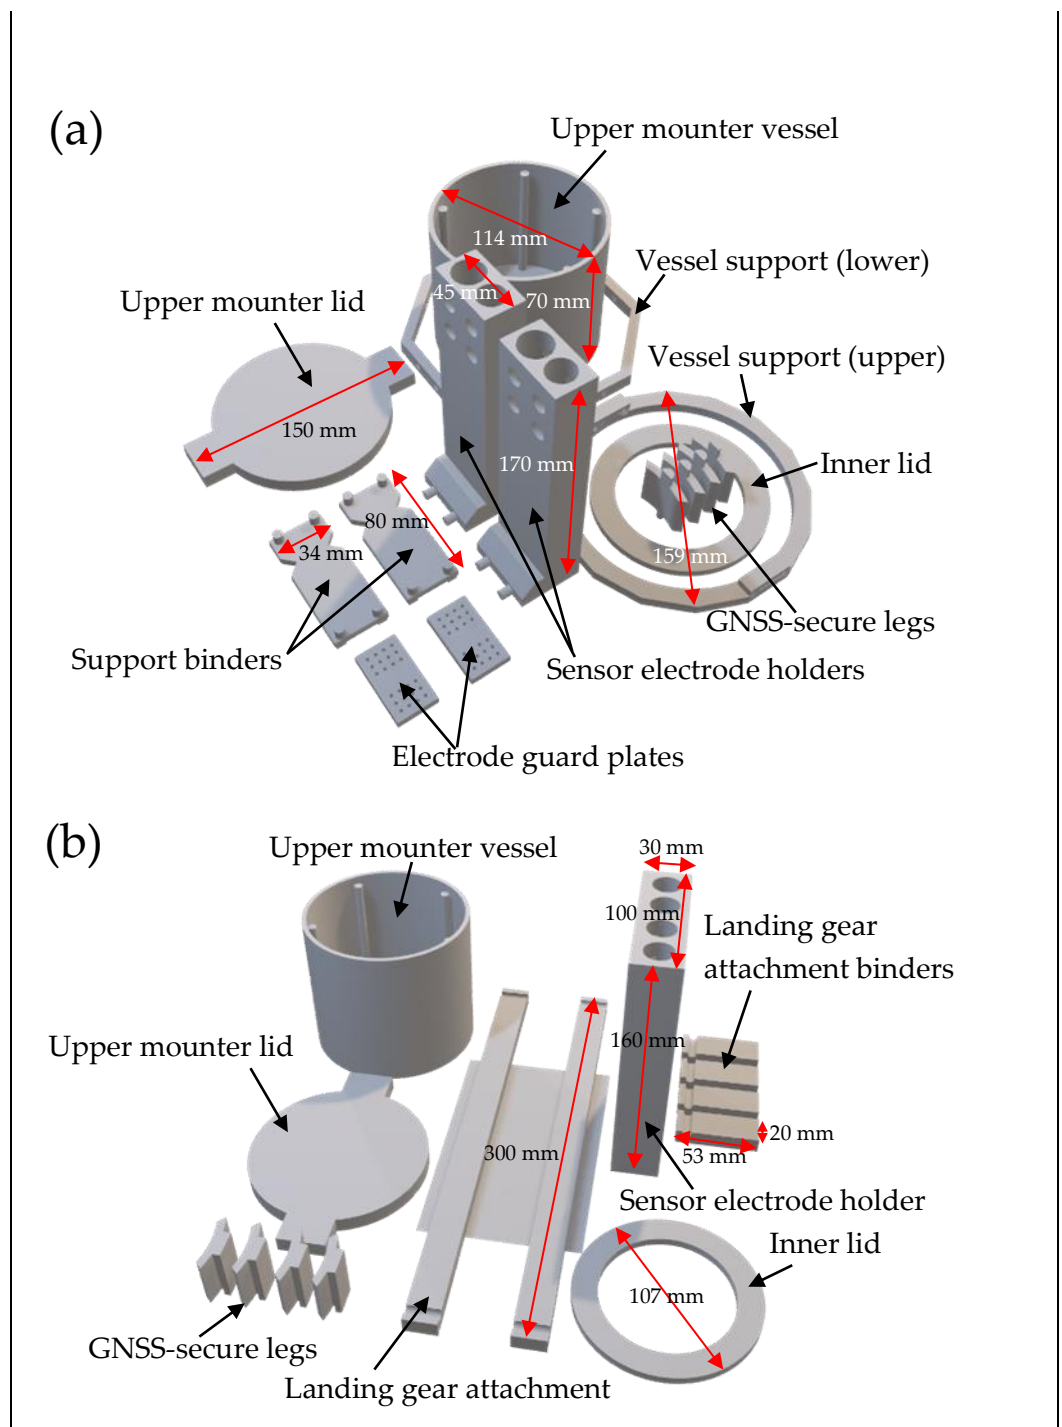 (a)
Upper mounter vessel
114 mm
Vessel support (lower)
45 mm
70 mm
Upper mounter lid
Vessel support (upper)
150 mm
170 mm
Inner lid
80 mm
34 mm
159 mm
GNSS-secure legs
Support binders
Sensor electrode holders
Electrode guard plates
(b)
Upper mounter vessel
30 mm
100 mm
Landing gear
attachment binders
Upper mounter lid
160 mm
20 mm
300 mm
53 mm
Sensor electrode holder
Inner lid
107 mm
GNSS-secure legs
Landing gear attachment